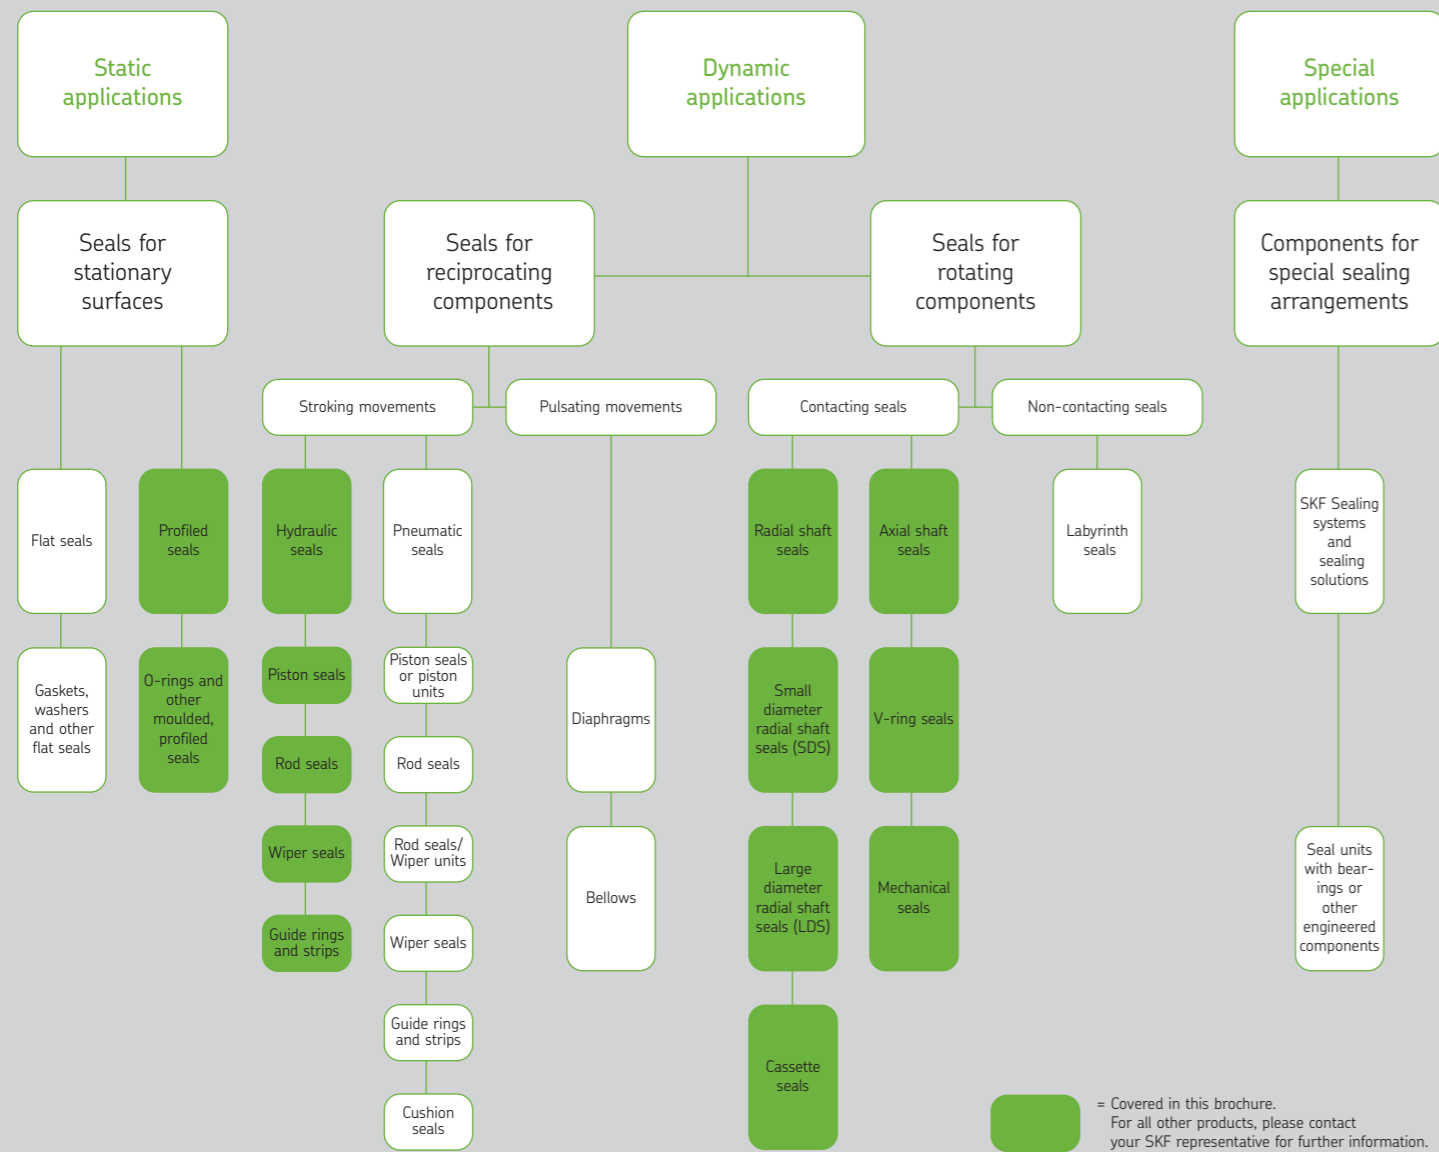 Static
applications
Dynamic
applications
Special
applications
Seals for
stationary
surfaces
Seals for
reciprocating
components
Seals for
rotating
components
Components for
special sealing
arrangements
Stroking movements
Pulsating movements
Contacting seals
Non-contacting seals
Flat seals
Profiled
seals
Hydraulic
seals
Pneumatic
seals
Radial shaft
seals
Axial shaft
seals
Labyrinth
seals
SKF Sealing
systems
and
sealing
solutions
Gaskets,
washers
and other
flat seals
O-rings and
other
moulded,
profiled
seals
Piston seals
Rod seals
Wiper seals
Guide rings
and strips
Piston seals
or piston
units
Rod seals
Rod seals/
Wiper units
Wiper seals
Guide rings
and strips
Cushion
seals
Diaphragms
Bellows
Small
diameter
radial shaft
seals (SDS)
Large
diameter
radial shaft
seals (LDS)
Cassette
seals
V-ring seals
Mechanical
seals
Seal units
with bear-
ings or
other
engineered
components
= Covered in this brochure.
For all other products, please contact
your SKF representative for further information.